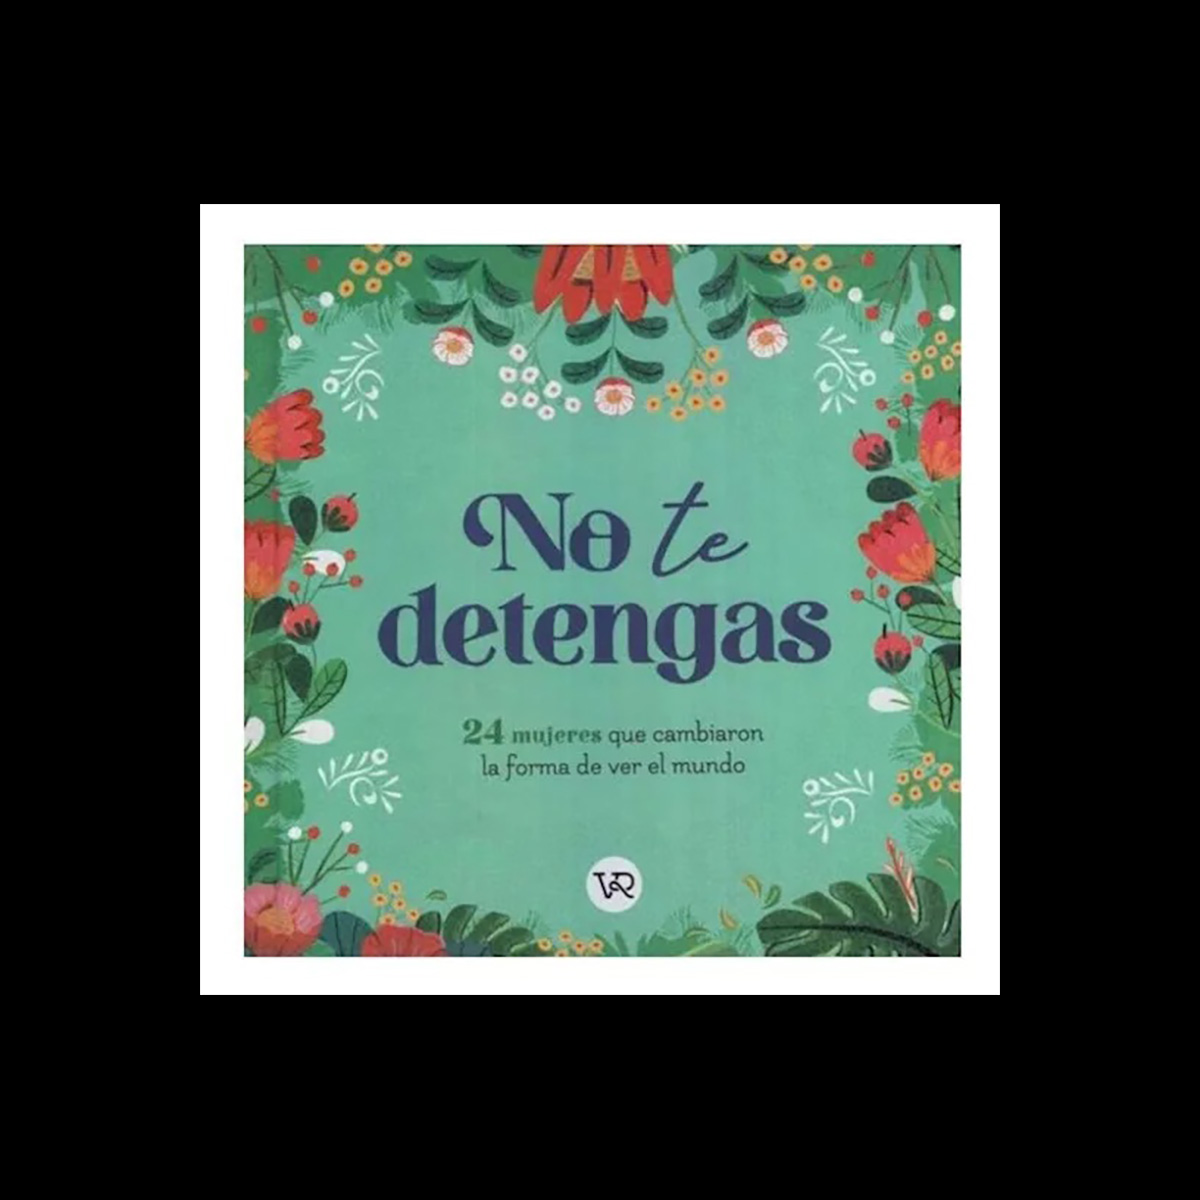 No te
detengas
24 mujeres que cambiaron
la forma de ver el mundo
VR